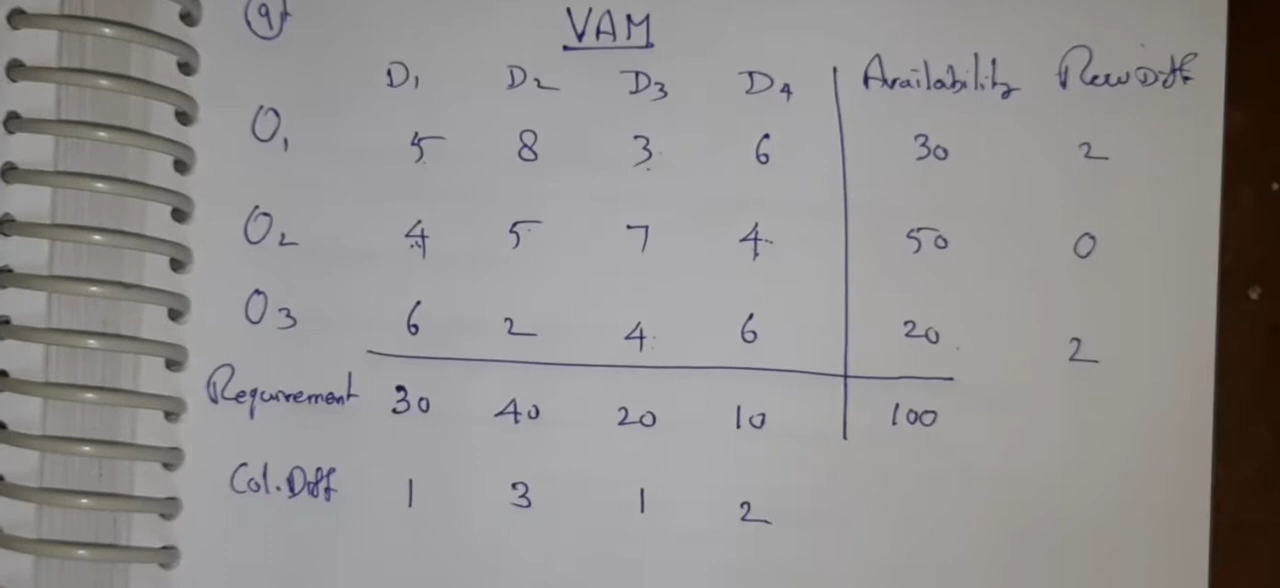 9)
VAM
D1 D2 D3 D4 Availability Row Diff
O1 5 8 3 6 30 2
O2 4 5 7 4 50 0
O3 6 2 4 6 20 2
Requirement 30 40 20 10 100
Col. Diff 1 3 1 2